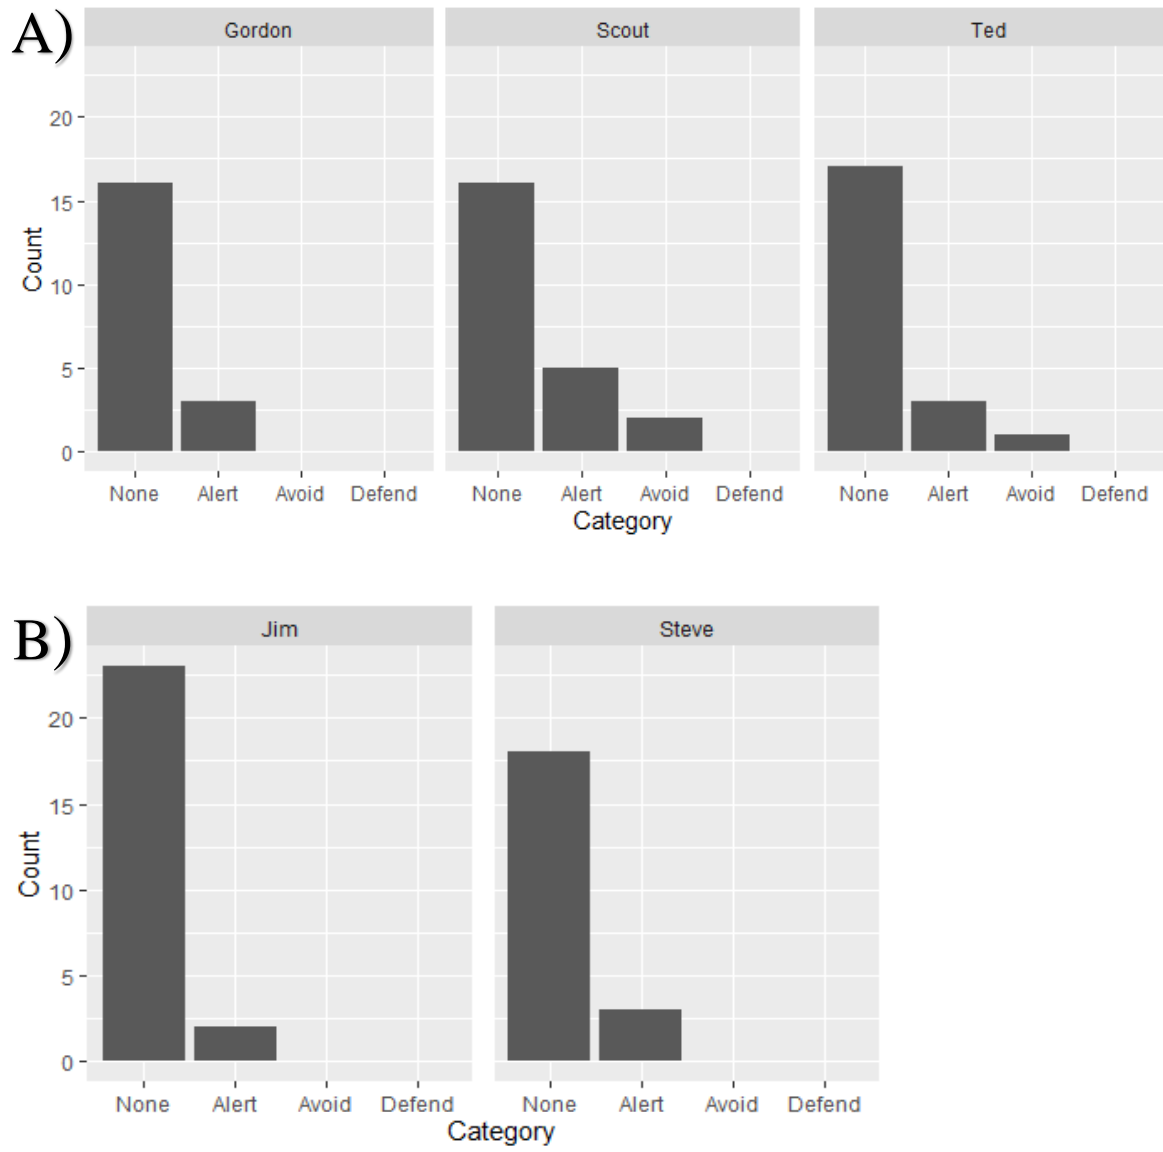 A)
Gordon Scout Ted
Count
20
15
10
5
0
None Alert Avoid Defend None Alert Avoid Defend None Alert Avoid Defend
Category
B)
Jim Steve
Count
20
15
10
5
0
None Alert Avoid Defend None Alert Avoid Defend
Category